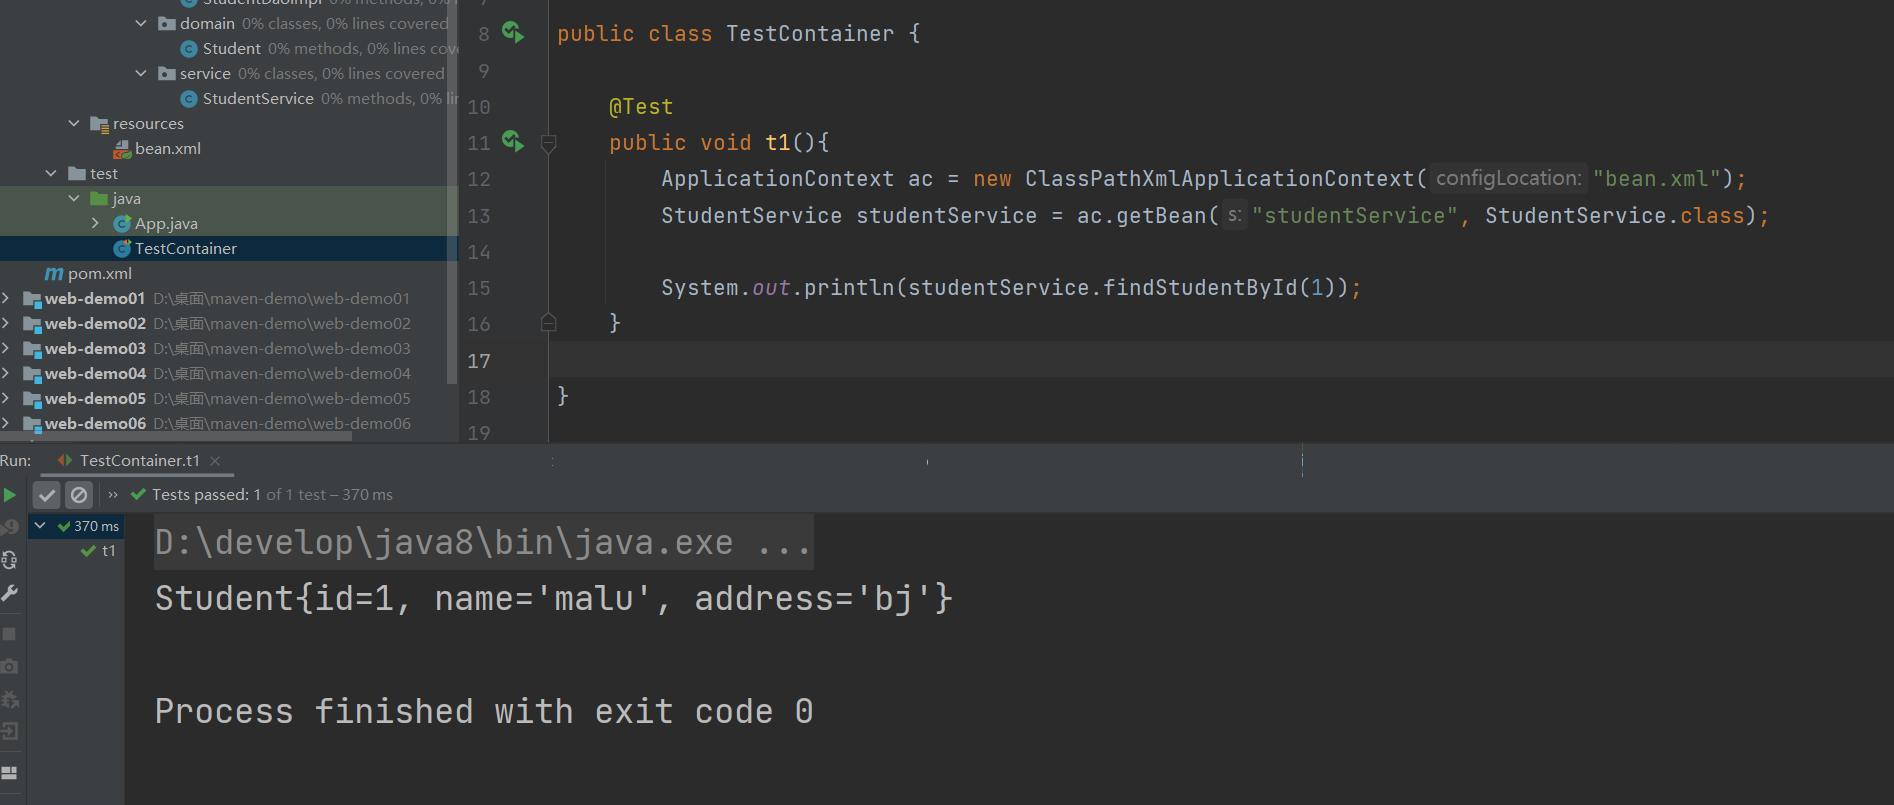 StudentDaoImpl 0% methods, 0%
domain 0% classes, 0% lines covered
Student 0% methods, 0% lines cov
service 0% classes, 0% lines covered
StudentService 0% methods, 0% lin
resources
bean.xml
test
java
App.java
TestContainer
pom.xml
web-demo01 D:\桌面\maven-demo\web-demo01
web-demo02 D:\桌面\maven-demo\web-demo02
web-demo03 D:\桌面\maven-demo\web-demo03
web-demo04 D:\桌面\maven-demo\web-demo04
web-demo05 D:\桌面\maven-demo\web-demo05
web-demo06 D:\桌面\maven-demo\web-demo06
8 public class TestContainer {
9
10 @Test
11 public void t1(){
12 ApplicationContext ac = new ClassPathXmlApplicationContext( configLocation: "bean.xml");
13 StudentService studentService = ac.getBean( s: "studentService", StudentService.class);
14
15 System.out.println(studentService.findStudentById(1));
16 }
17
18 }
19
Run: TestContainer.t1
Tests passed: 1 of 1 test – 370 ms
370 ms
t1
D:\develop\java8\bin\java.exe ...
Student{id=1, name='malu', address='bj'}
Process finished with exit code 0